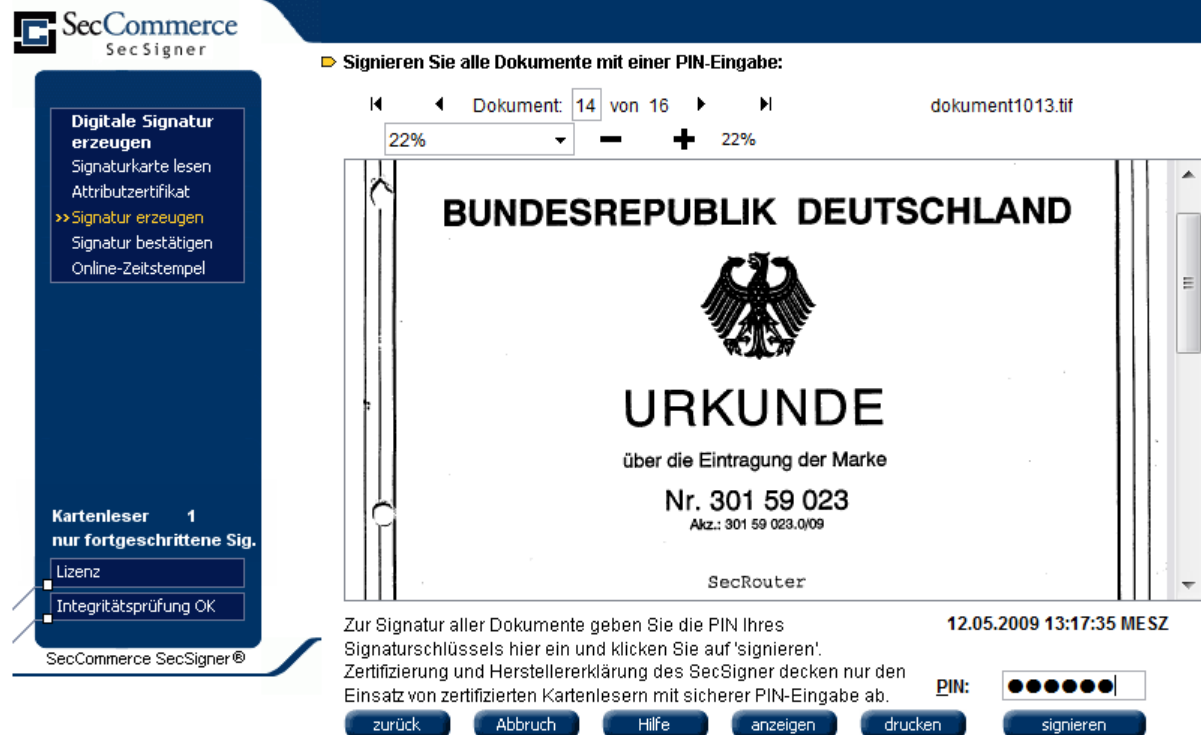 SecCommerce
SecSigner
Digitale Signatur
erzeugen
Signaturkarte lesen
Attributzertifikat
>> Signatur erzeugen
Signatur bestätigen
Online-Zeitstempel
Kartenleser 1
nur fortgeschrittene Sig.
Lizenz
Integritätsprüfung OK
SecCommerce SecSigner®
Signieren Sie alle Dokumente mit einer PIN-Eingabe:
Dokument: 14 von 16
dokument1013.tif
22%
22%
BUNDESREPUBLIK DEUTSCHLAND
URKUNDE
über die Eintragung der Marke
Nr. 301 59 023
Akz.: 301 59 023.0/09
SecRouter
Zur Signatur aller Dokumente geben Sie die PIN Ihres
Signaturschlüssels hier ein und klicken Sie auf 'signieren'.
Zertifizierung und Herstellererklärung des SecSigner decken nur den
Einsatz von zertifizierten Kartenlesern mit sicherer PIN-Eingabe ab.
12.05.2009 13:17:35 MESZ
PIN: ●●●●●●
zurück Abbruch Hilfe anzeigen drucken signieren